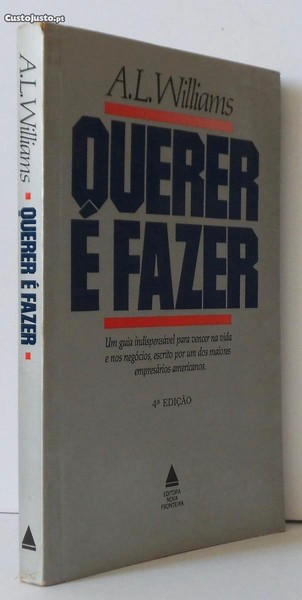 CustoJusto.pt
A.L.Williams
QUERER
É FAZER
Um guia indispensável para vencer na vida
e nos negócios, escrito por um dos maiores
empresários americanos.
4ª EDIÇÃO
EDITORA
NOVA
FRONTEIRA
A.L.Williams • QUERER É FAZER •